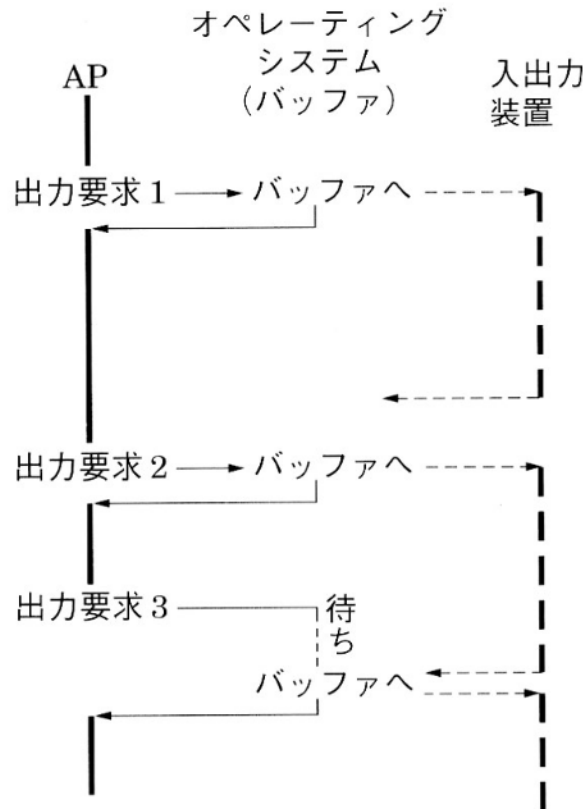 オペレーティング
システム
(バッファ)
AP
入出力
装置
出力要求1
バッファへ
出力要求2
バッファへ
出力要求3
待ち
バッファへ